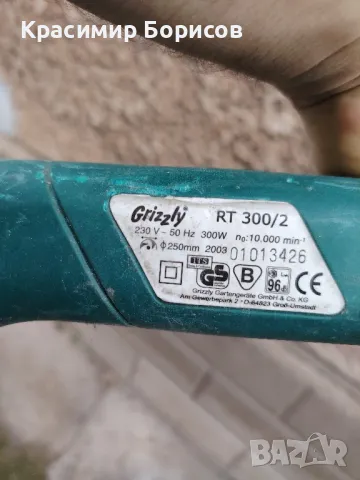 Красимир Борисов
Grizzly RT 300/2
230 V ~ 50 Hz 300W n₀:10.000 min⁻¹
ϕ250mm 2003 01013426
ITS GS B 96 CE
Grizzly Gartengeräte GmbH & Co. KG
Am Gewerbepark 2 · D-64823 Groß-Umstadt
BAZAR